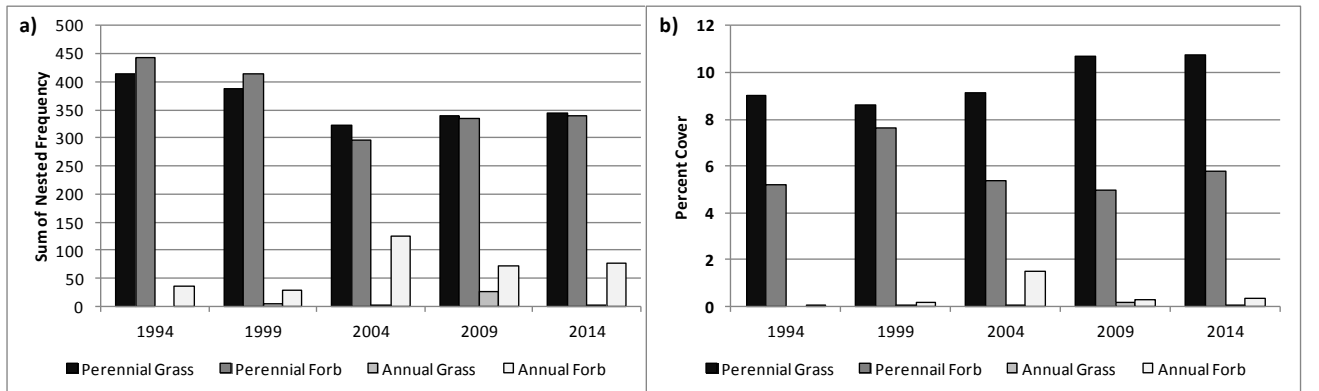 a)
Sum of Nested Frequency
500
450
400
350
300
250
200
150
100
50
0
1994 1999 2004 2009 2014
Perennial Grass Perennial Forb Annual Grass Annual Forb
b)
Percent Cover
12
10
8
6
4
2
0
1994 1999 2004 2009 2014
Perennial Grass Perennail Forb Annual Grass Annual Forb